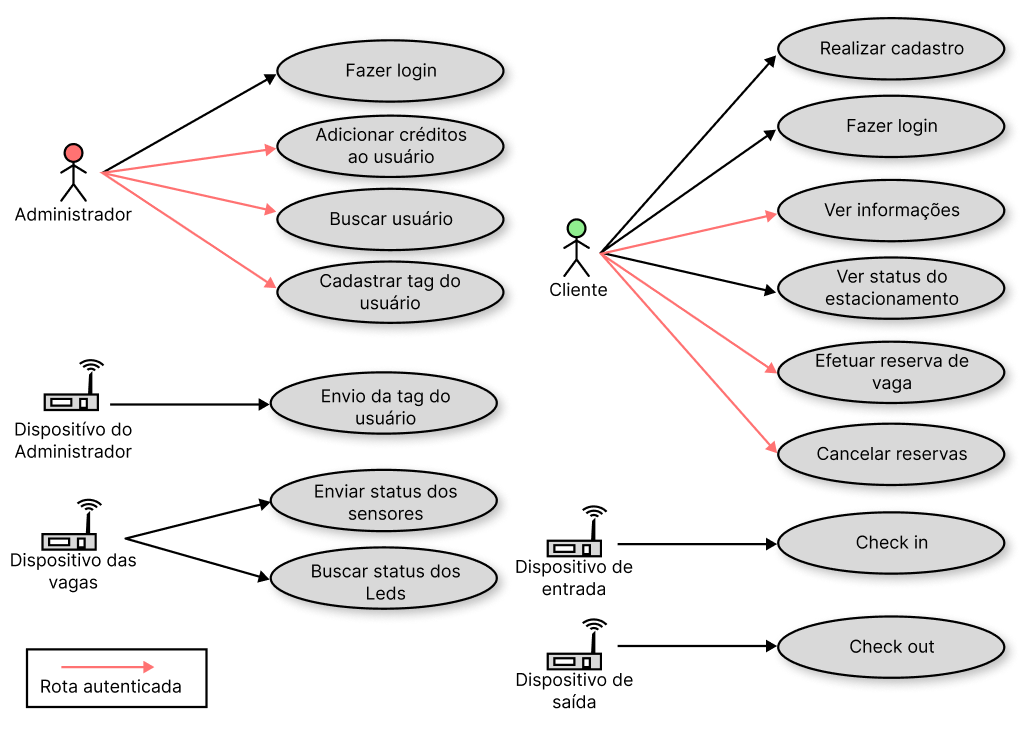 Fazer login
Adicionar créditos
ao usuário
Buscar usuário
Cadastrar tag do
usuário
Administrador
Dispositívo do
Administrador
Envio da tag do
usuário
Dispositivo das
vagas
Enviar status dos
sensores
Buscar status dos
Leds
Rota autenticada
Realizar cadastro
Fazer login
Ver informações
Ver status do
estacionamento
Efetuar reserva de
vaga
Cancelar reservas
Cliente
Dispositivo de
entrada
Check in
Dispositivo de
saída
Check out